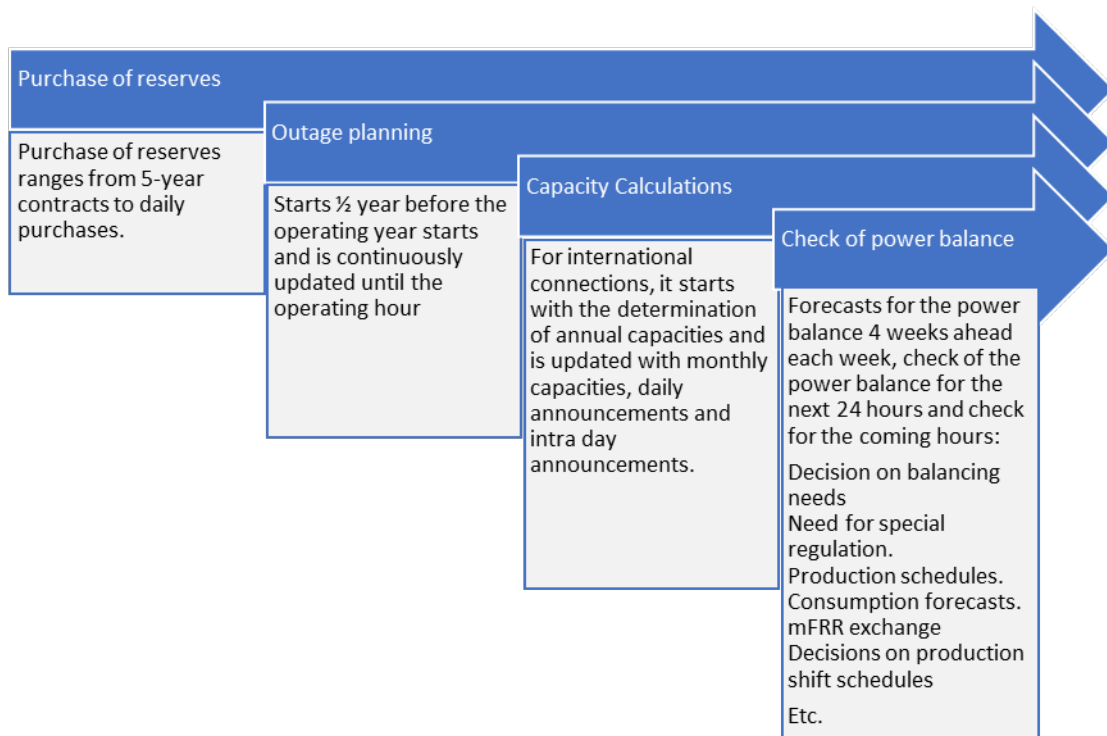 Purchase of reserves
Purchase of reserves
ranges from 5-year
contracts to daily
purchases.
Outage planning
Starts ½ year before the
operating year starts
and is continuously
updated until the
operating hour
Capacity Calculations
For international
connections, it starts
with the determination
of annual capacities and
is updated with monthly
capacities, daily
announcements and
intra day
announcements.
Check of power balance
Forecasts for the power
balance 4 weeks ahead
each week, check of the
power balance for the
next 24 hours and check
for the coming hours:
Decision on balancing
needs
Need for special
regulation.
Production schedules.
Consumption forecasts.
mFRR exchange
Decisions on production
shift schedules
Etc.